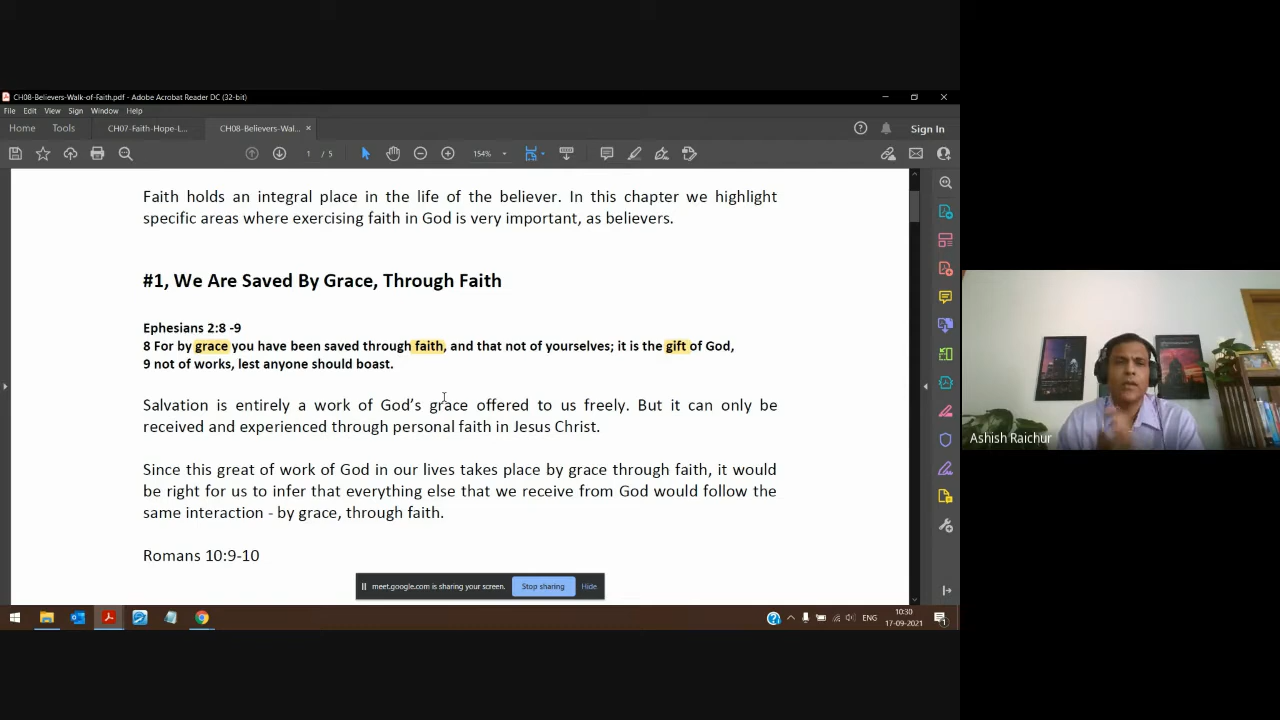 CH08-Believers-Walk-of-Faith.pdf - Adobe Acrobat Reader DC (32-bit)
File Edit View Sign Window Help
Home Tools CH07-Faith-Hope-L... CH08-Believers-Wal... × Sign In
1 / 5 154%
Faith holds an integral place in the life of the believer. In this chapter we highlight
specific areas where exercising faith in God is very important, as believers.
#1, We Are Saved By Grace, Through Faith
Ephesians 2:8 -9
8 For by grace you have been saved through faith, and that not of yourselves; it is the gift of God,
9 not of works, lest anyone should boast.
Salvation is entirely a work of God’s grace offered to us freely. But it can only be
received and experienced through personal faith in Jesus Christ.
Since this great of work of God in our lives takes place by grace through faith, it would
be right for us to infer that everything else that we receive from God would follow the
same interaction - by grace, through faith.
Romans 10:9-10
meet.google.com is sharing your screen. Stop sharing Hide
ENG
10:30
17-09-2021
Ashish Raichur